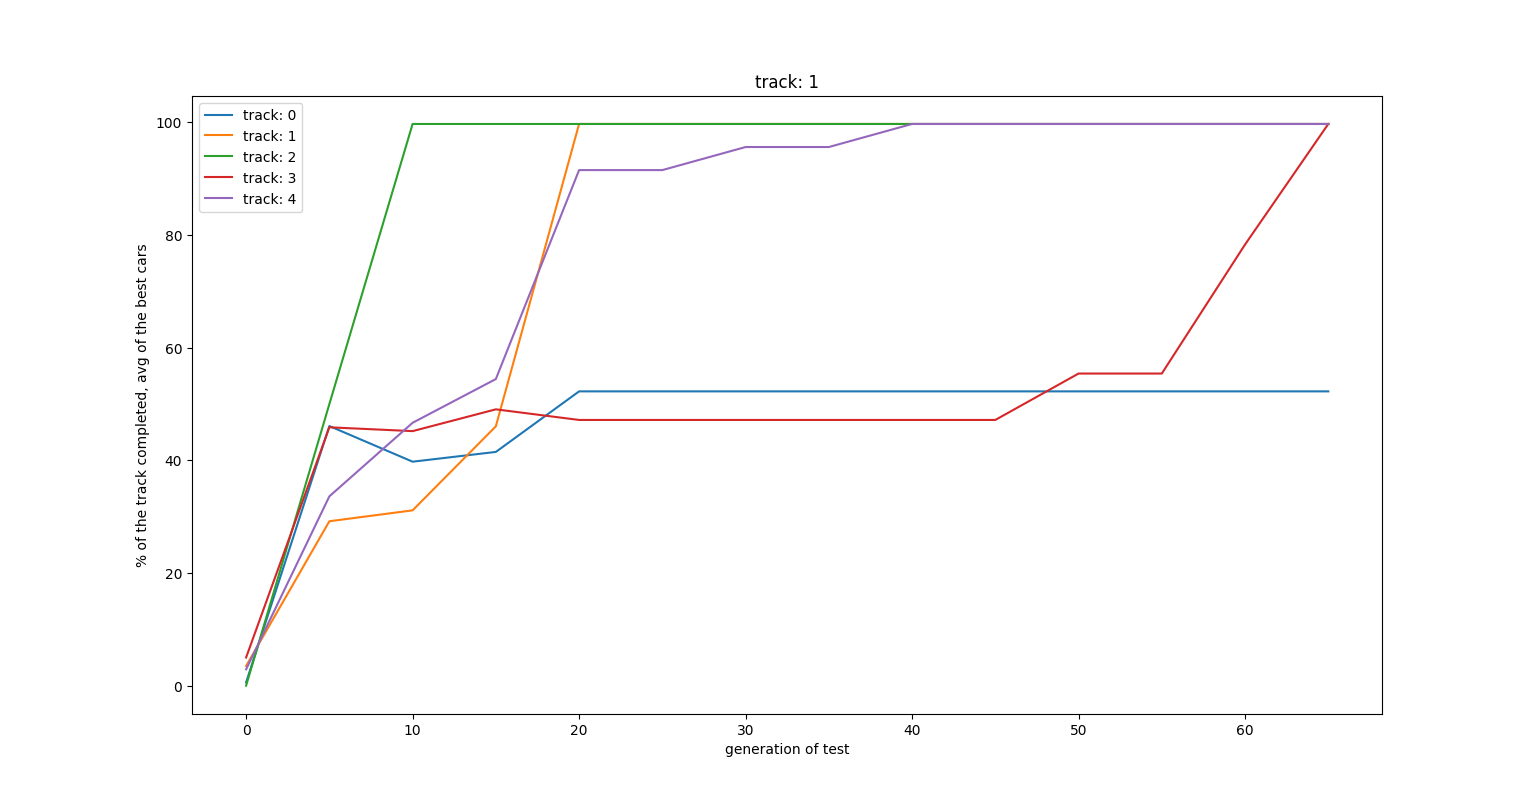 track: 1
track: 0
track: 1
track: 2
track: 3
track: 4
% of the track completed, avg of the best cars
100
80
60
40
20
0
0 10 20 30 40 50 60
generation of test